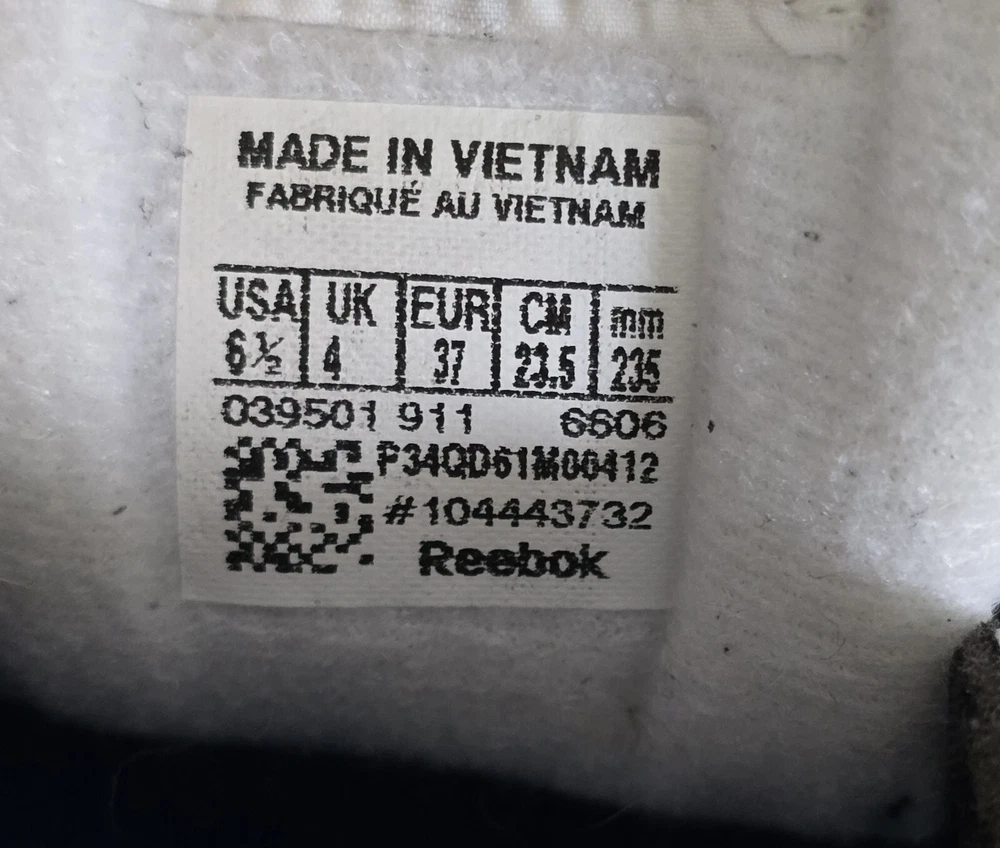 MADE IN VIETNAM
FABRIQUÉ AU VIETNAM
USA UK EUR CM mm
6½ 4 37 23.5 235
039501 911 6606
P34QD61M00412
#104443732
Reebok